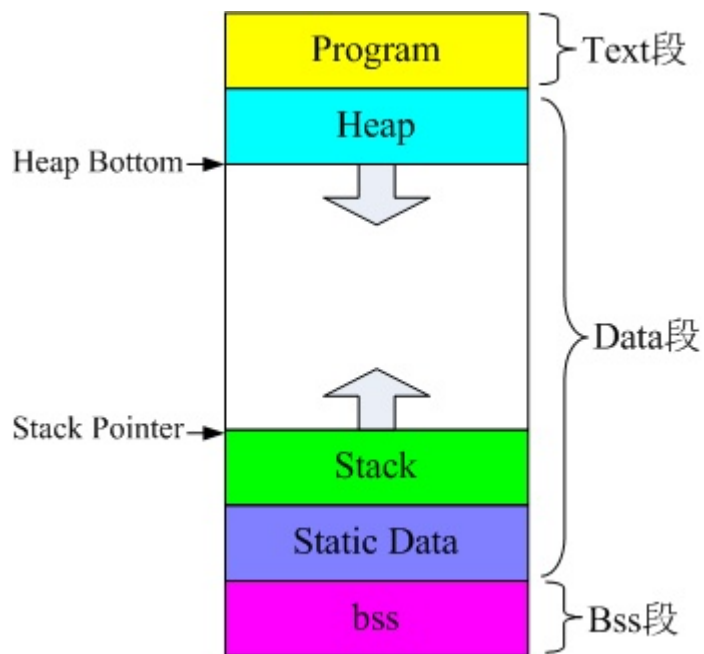 Program
Text段
Heap
Heap Bottom
Data段
Stack Pointer
Stack
Static Data
bss
Bss段